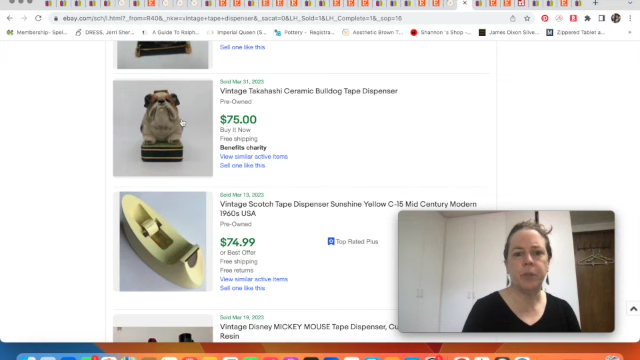 ebay.com/sch/i.html?_from=R40&_nkw=vintage+tape+dispenser&_sacat=0&LH_Sold=1&LH_Complete=1&_sop=16
Membership- Spei...
DRESS, Jerri Sher...
A Guide To Ralph...
Imperial Queen (S...
Pottery - Registra...
Aesthetic Brown T...
Shannon 's Shop -...
James Dixon Silver...
Zippered Tablet a...
Sell one like this
Sold Mar 31, 2023
Vintage Takahashi Ceramic Bulldog Tape Dispenser
Pre-Owned
$75.00
Buy It Now
Free shipping
Benefits charity
View similar active items
Sell one like this
Sold Mar 13, 2023
Vintage Scotch Tape Dispenser Sunshine Yellow C-15 Mid Century Modern
1960s USA
Pre-Owned
$74.99
Top Rated Plus
or Best Offer
Free shipping
Free returns
View similar active items
Sell one like this
Sold Mar 19, 2023
Vintage Disney MICKEY MOUSE Tape Dispenser,
Resin